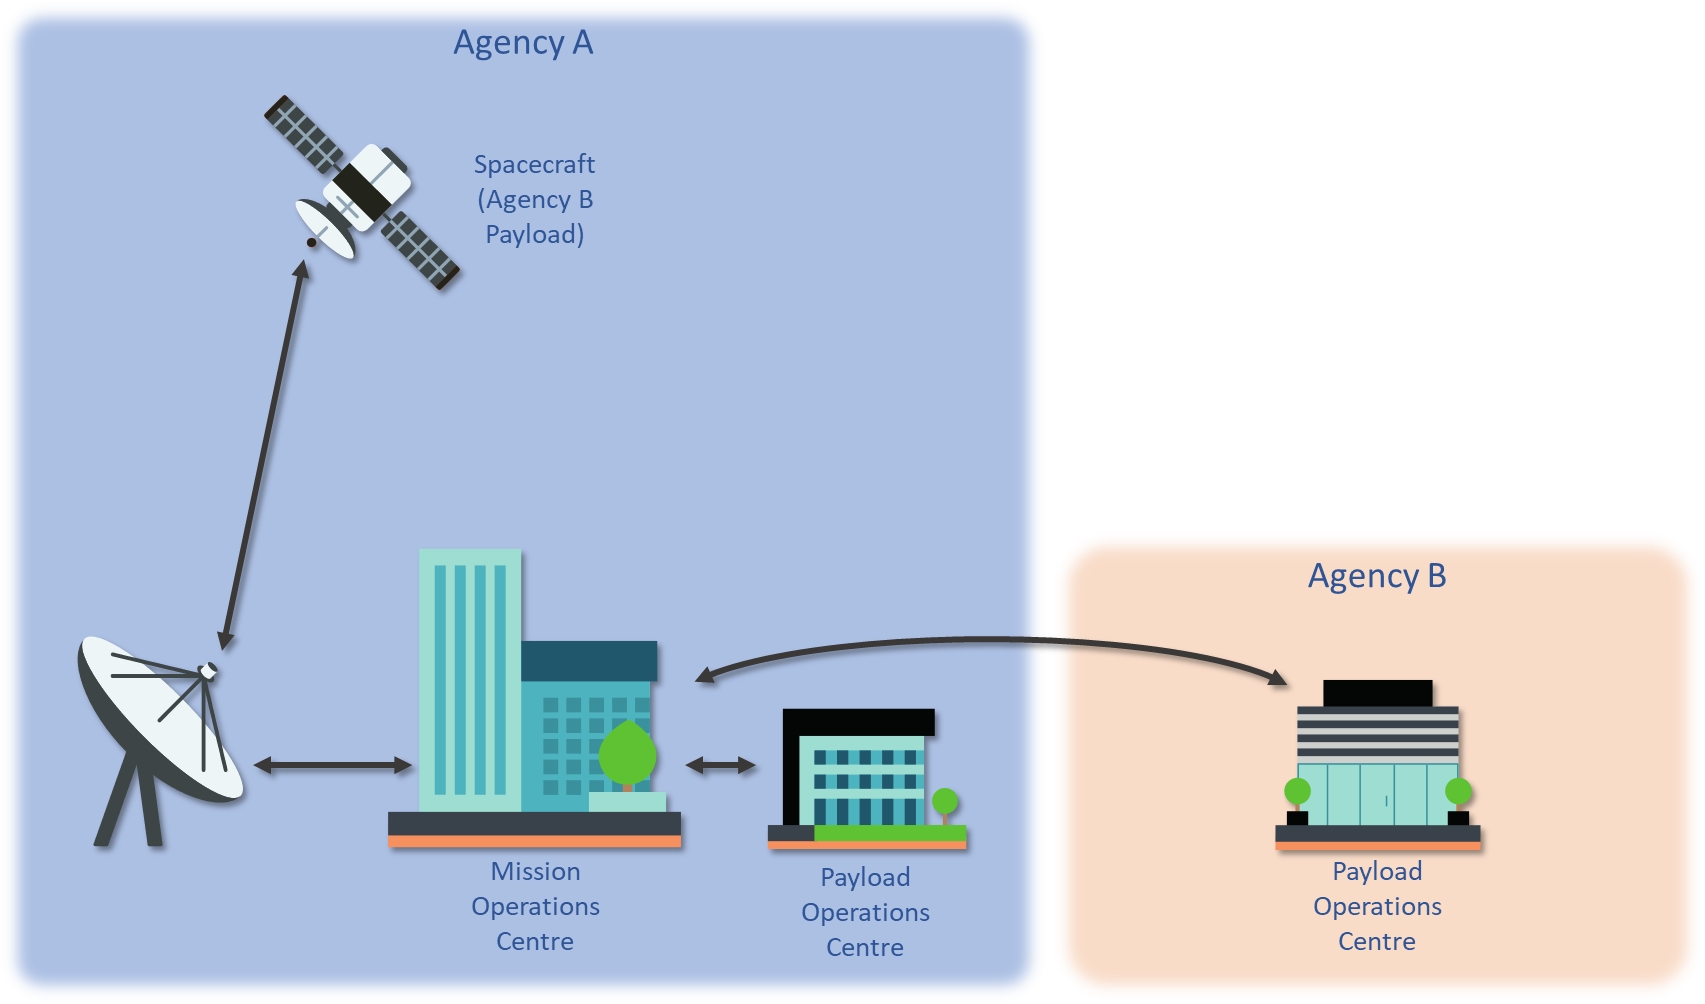 Agency A
Spacecraft
(Agency B
Payload)
Agency B
Mission
Operations
Centre
Payload
Operations
Centre
Payload
Operations
Centre